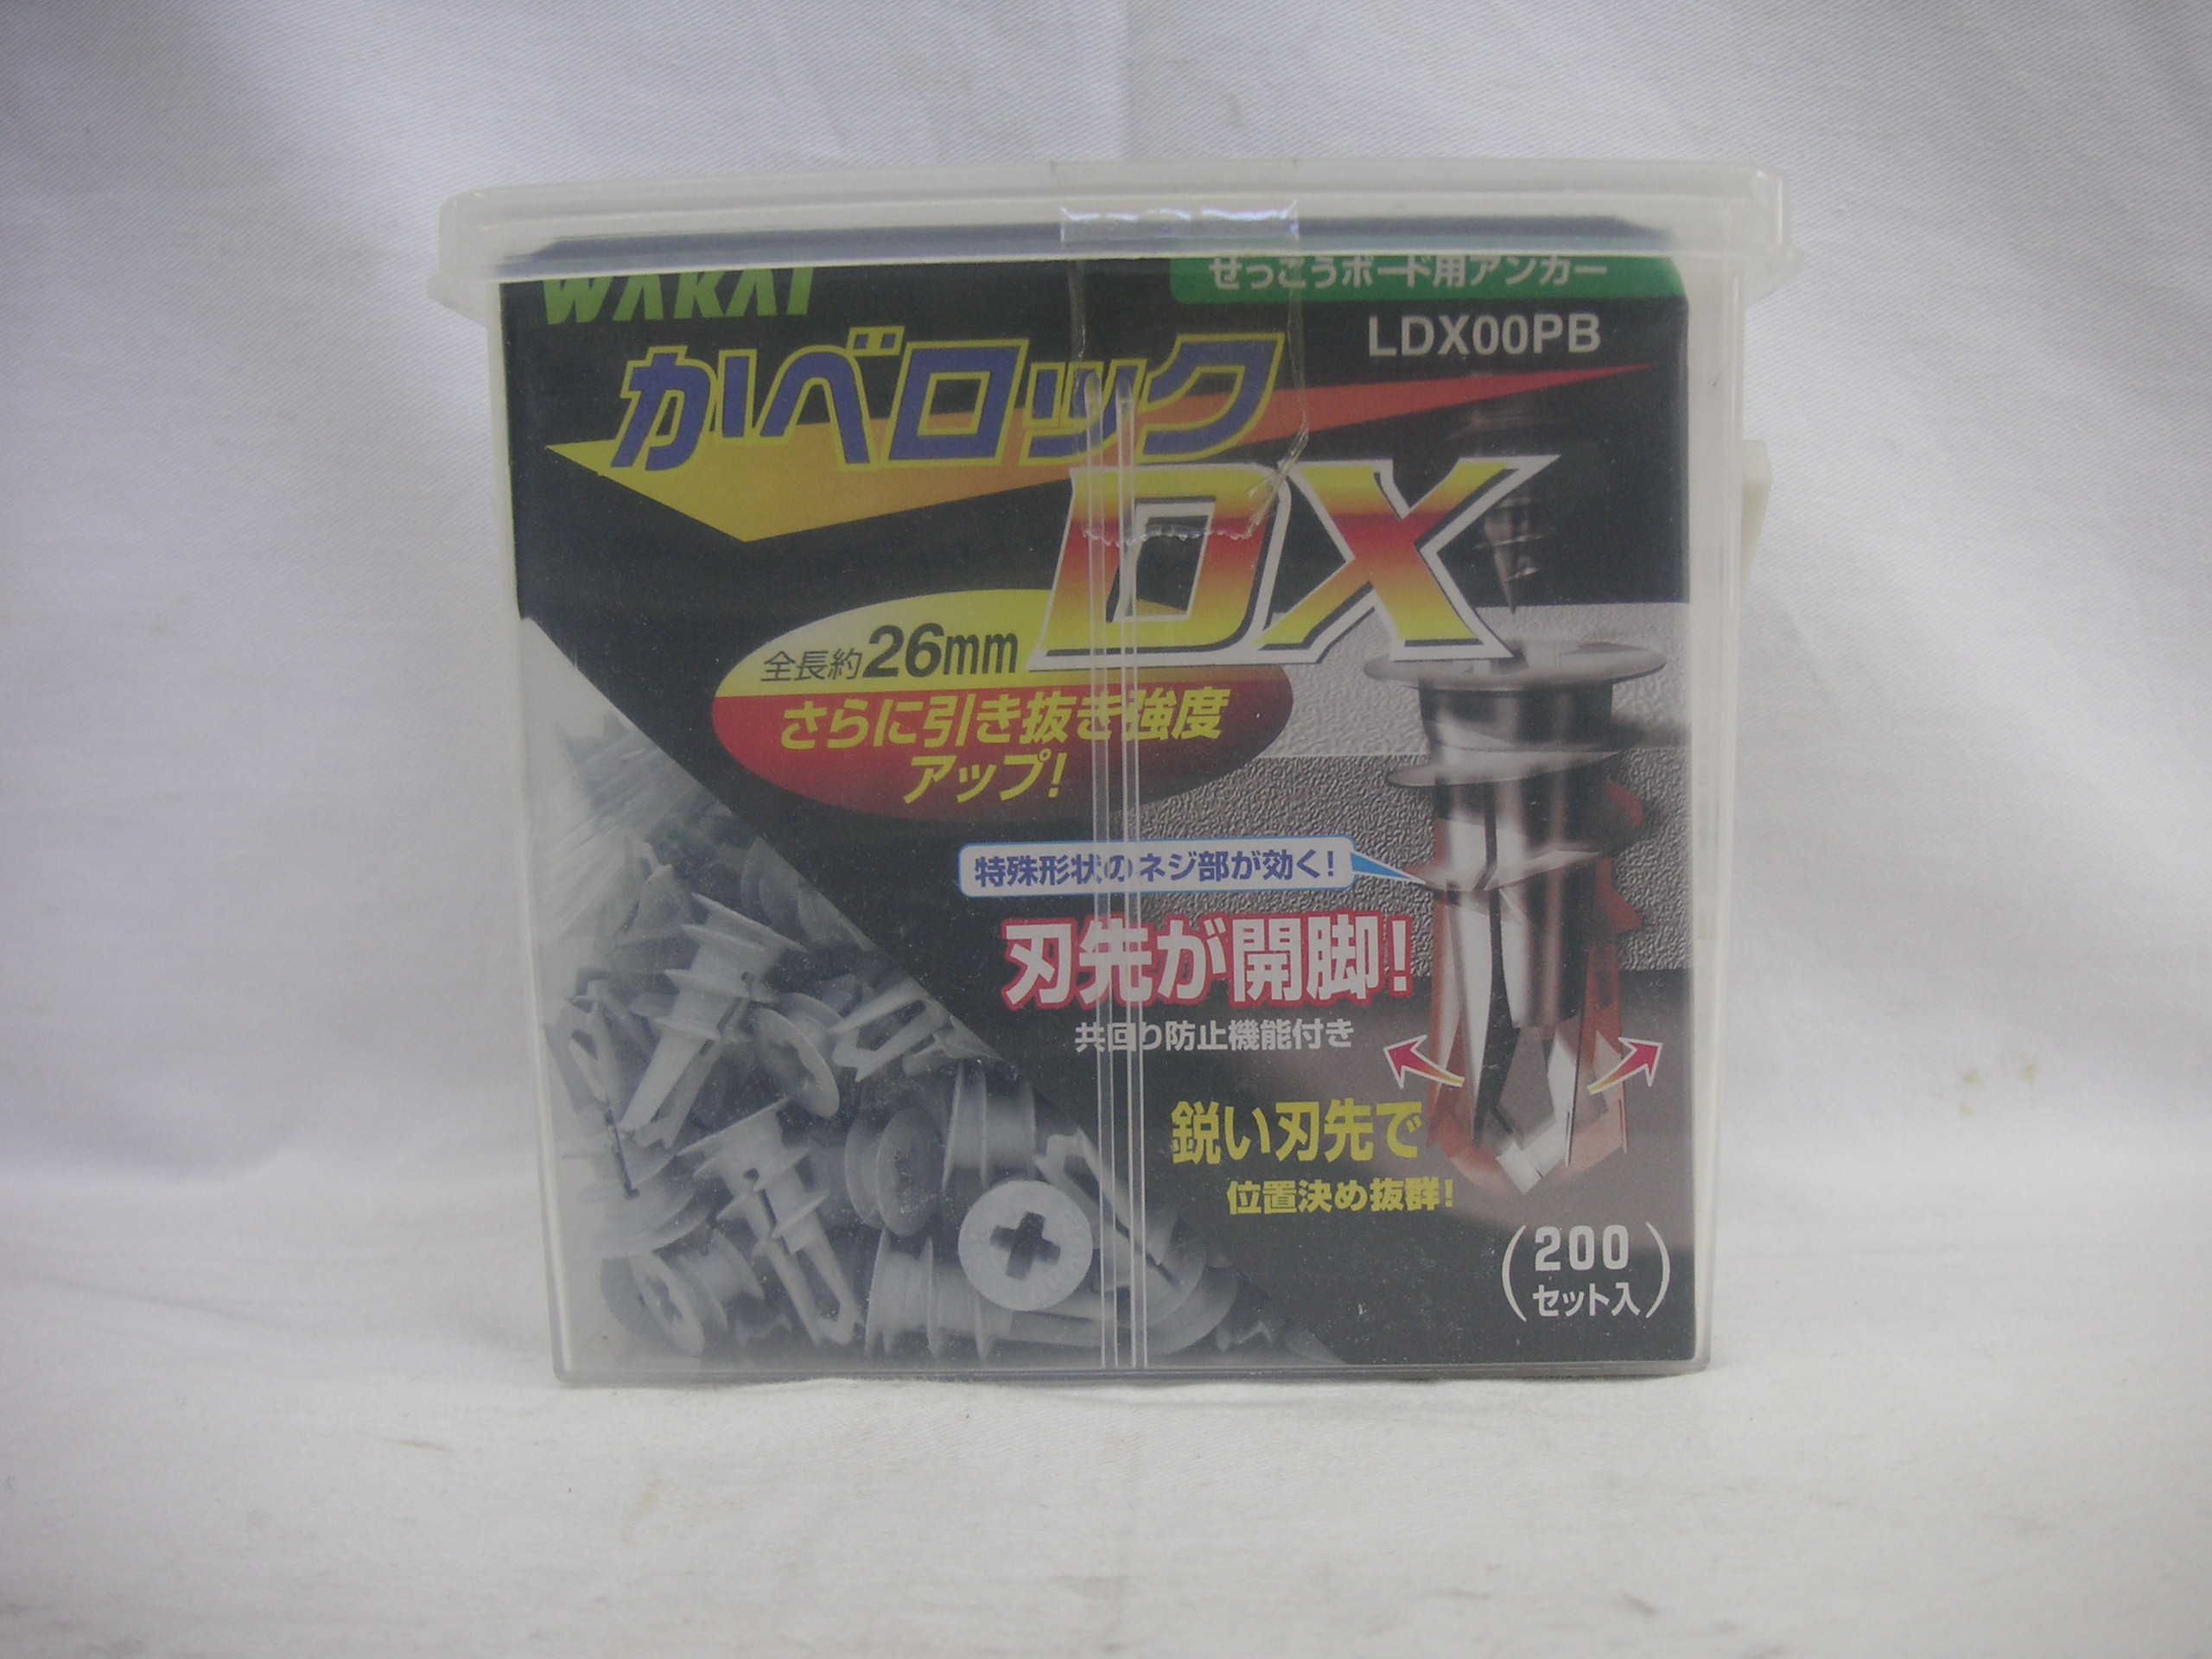 WAKAI
せっこうボード用アンカー
LDX00PB
かべロック
DX
全長約26mm
さらに引き抜き強度
アップ!
特殊形状のネジ部が効く!
刃先が開脚!
共回り防止機能付き
鋭い刃先で
位置決め抜群!
(200
セット入)